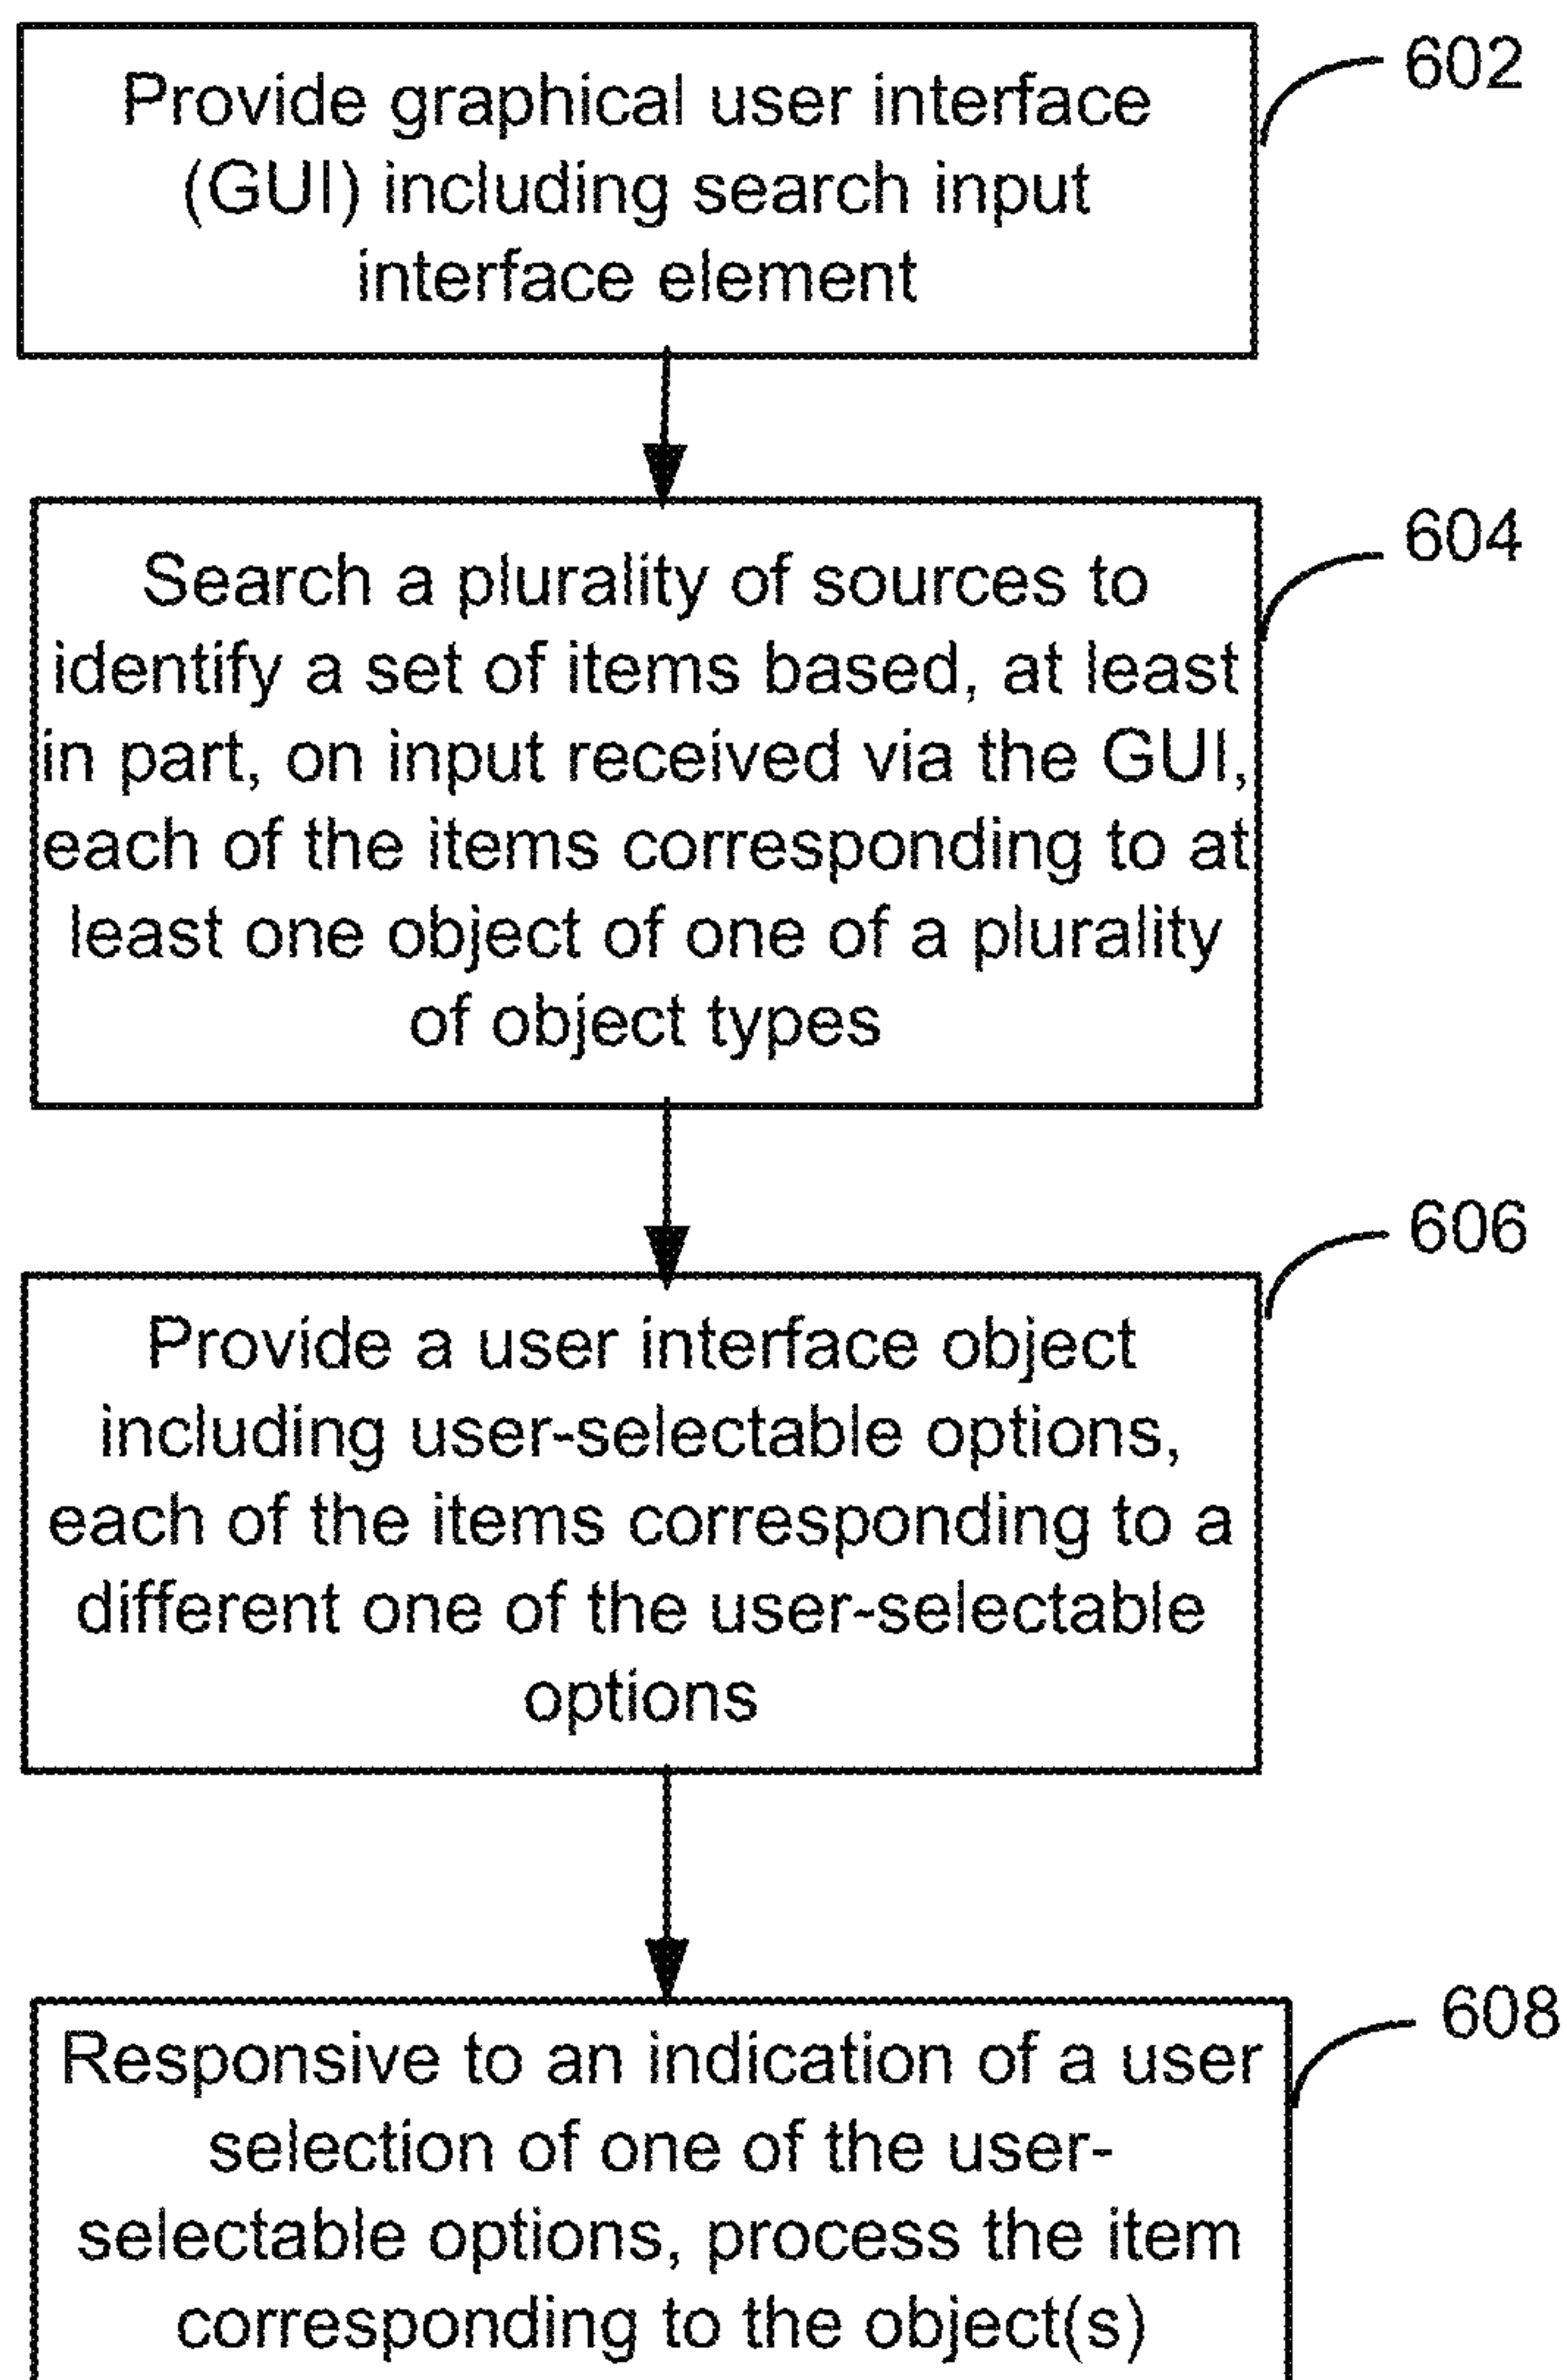 602
Provide graphical user interface
(GUI) including search input
interface element
604
Search a plurality of sources to
identify a set of items based, at least
in part, on input received via the GUI,
each of the items corresponding to at
least one object of one of a plurality
of object types
606
Provide a user interface object
including user-selectable options,
each of the items corresponding to a
different one of the user-selectable
options
608
Responsive to an indication of a user
selection of one of the user-
selectable options, process the item
corresponding to the object(s)